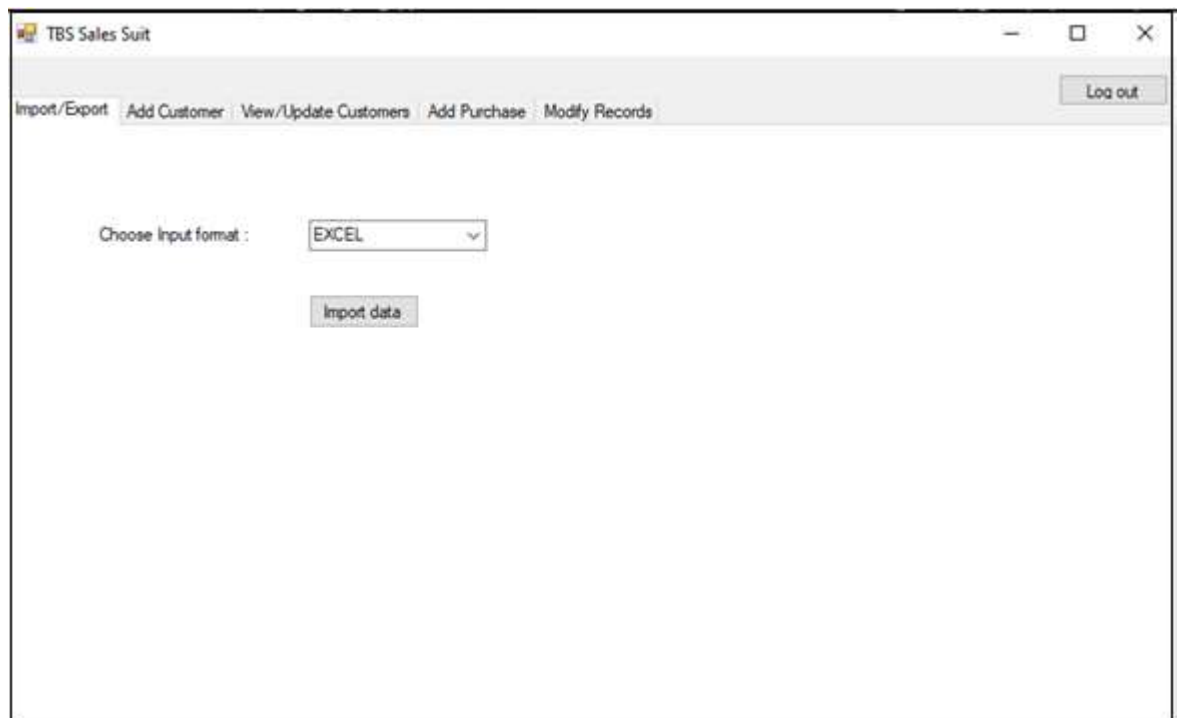 TBS Sales Suit
Log out
Import/Export Add Customer View/Update Customers Add Purchase Modify Records
Choose Input format : EXCEL
Import data